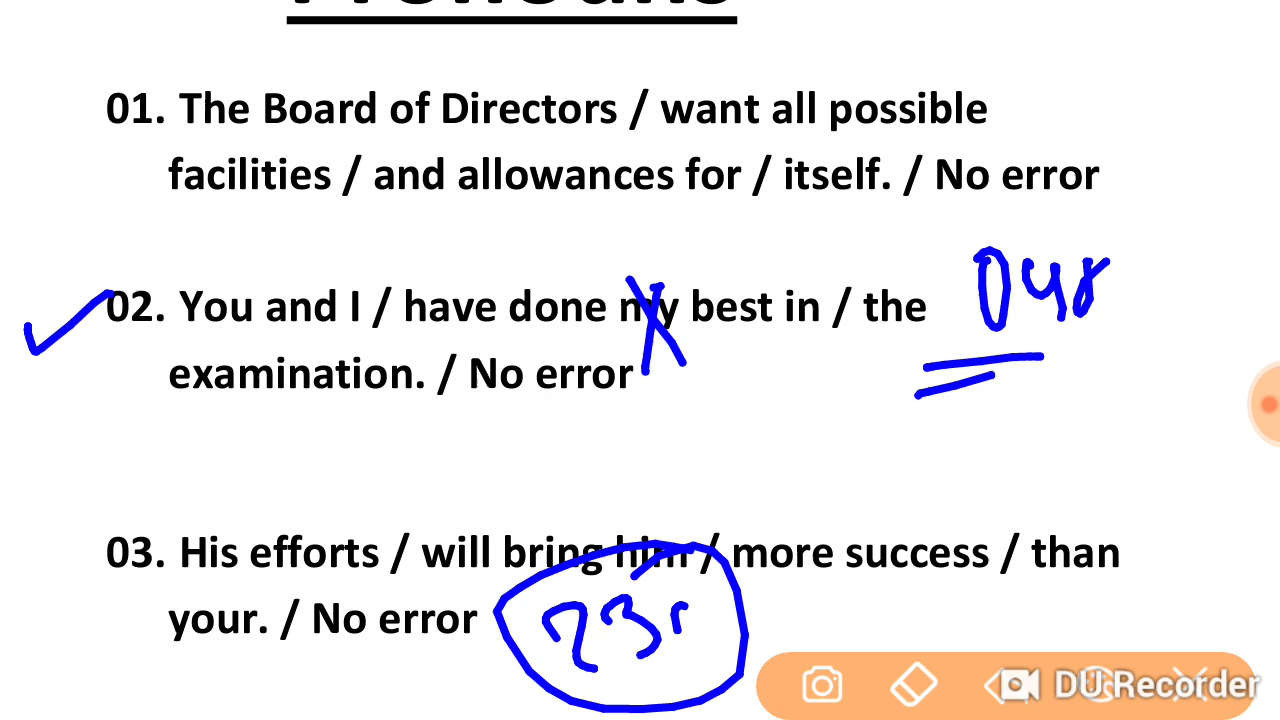 01. The Board of Directors / want all possible
facilities / and allowances for / itself. / No error
02. You and I / have done my best in / the
our
examination. / No error
03. His efforts / will bring him / more success / than
your. / No error
DU Recorder